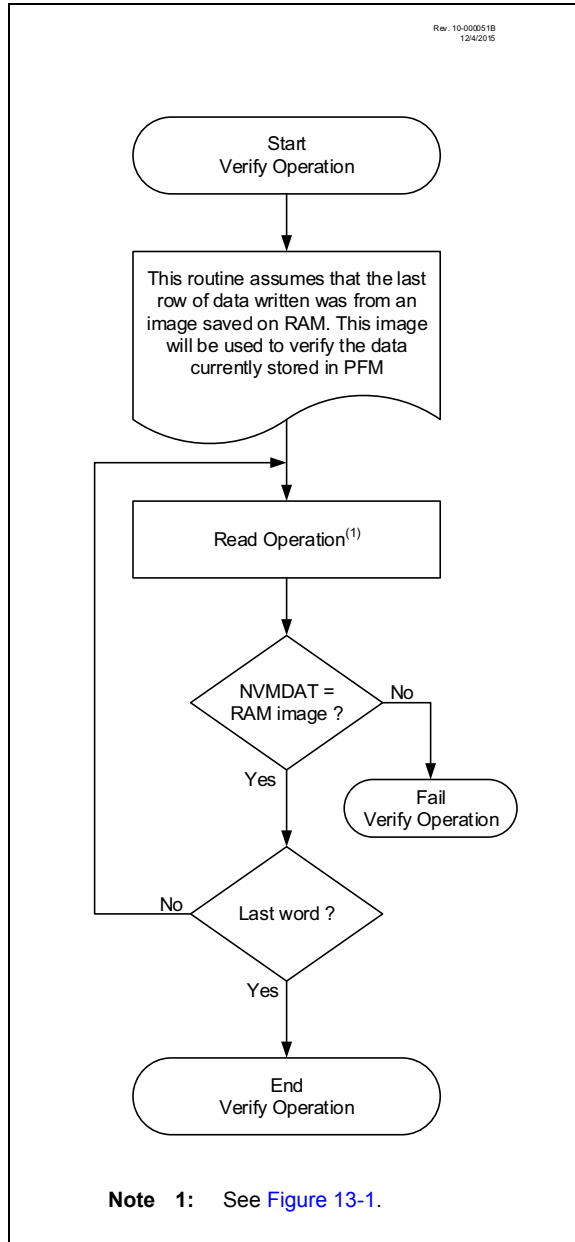 Rev. 10-000051B
12/4/2015
Start
Verify Operation
This routine assumes that the last
row of data written was from an
image saved on RAM. This image
will be used to verify the data
currently stored in PFM
Read Operation(1)
NVMDAT =
RAM image ?
No
Yes
Fail
Verify Operation
Last word ?
No
Yes
End
Verify Operation
Note 1: See Figure 13-1.